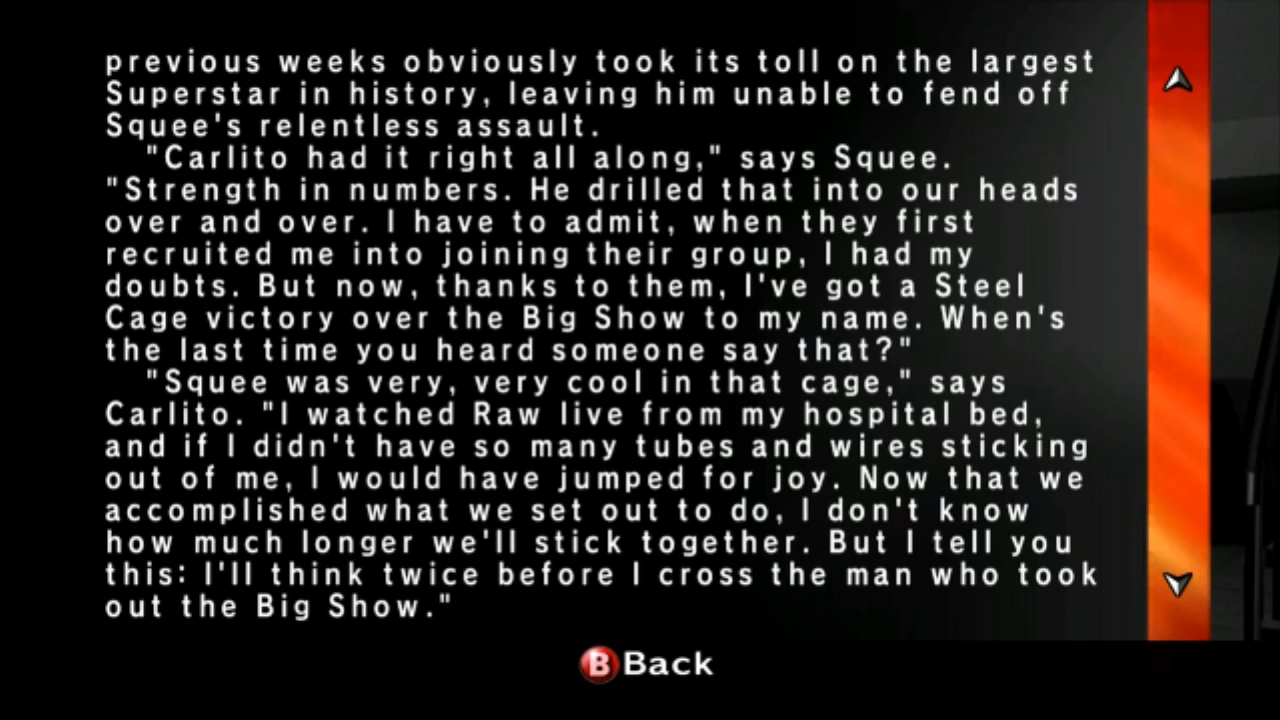 previous weeks obviously took its toll on the largest
Superstar in history, leaving him unable to fend off
Squee's relentless assault.
"Carlito had it right all along," says Squee.
"Strength in numbers. He drilled that into our heads
over and over. I have to admit, when they first
recruited me into joining their group, I had my
doubts. But now, thanks to them, I've got a Steel
Cage victory over the Big Show to my name. When's
the last time you heard someone say that?"
"Squee was very, very cool in that cage," says
Carlito. "I watched Raw live from my hospital bed,
and if I didn't have so many tubes and wires sticking
out of me, I would have jumped for joy. Now that we
accomplished what we set out to do, I don't know
how much longer we'll stick together. But I tell you
this: I'll think twice before I cross the man who took
out the Big Show."
B Back